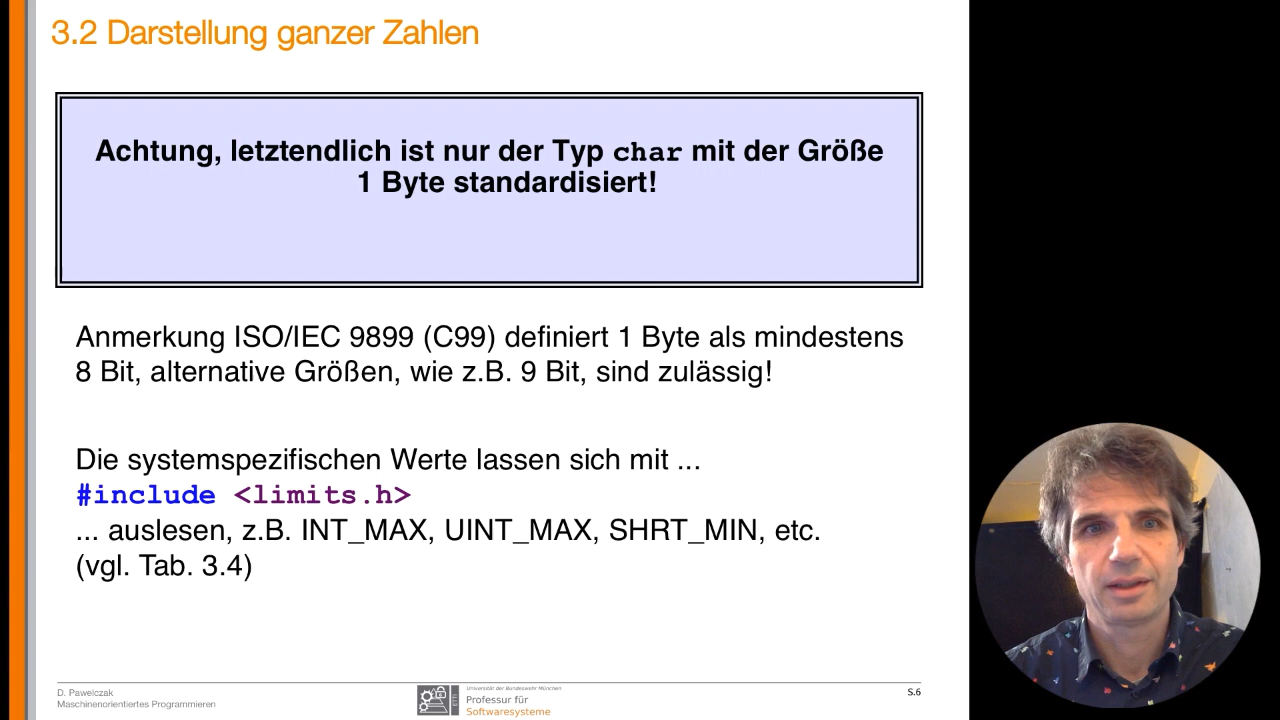 3.2 Darstellung ganzer Zahlen
Achtung, letztendlich ist nur der Typ char mit der Größe
1 Byte standardisiert!
Anmerkung ISO/IEC 9899 (C99) definiert 1 Byte als mindestens
8 Bit, alternative Größen, wie z.B. 9 Bit, sind zulässig!
Die systemspezifischen Werte lassen sich mit ...
#include <limits.h>
... auslesen, z.B. INT_MAX, UINT_MAX, SHRT_MIN, etc.
(vgl. Tab. 3.4)
D. Pawelczak
Maschinenorientiertes Programmieren
ETTI
Universität der Bundeswehr München
Professur für
Softwaresysteme
S.6